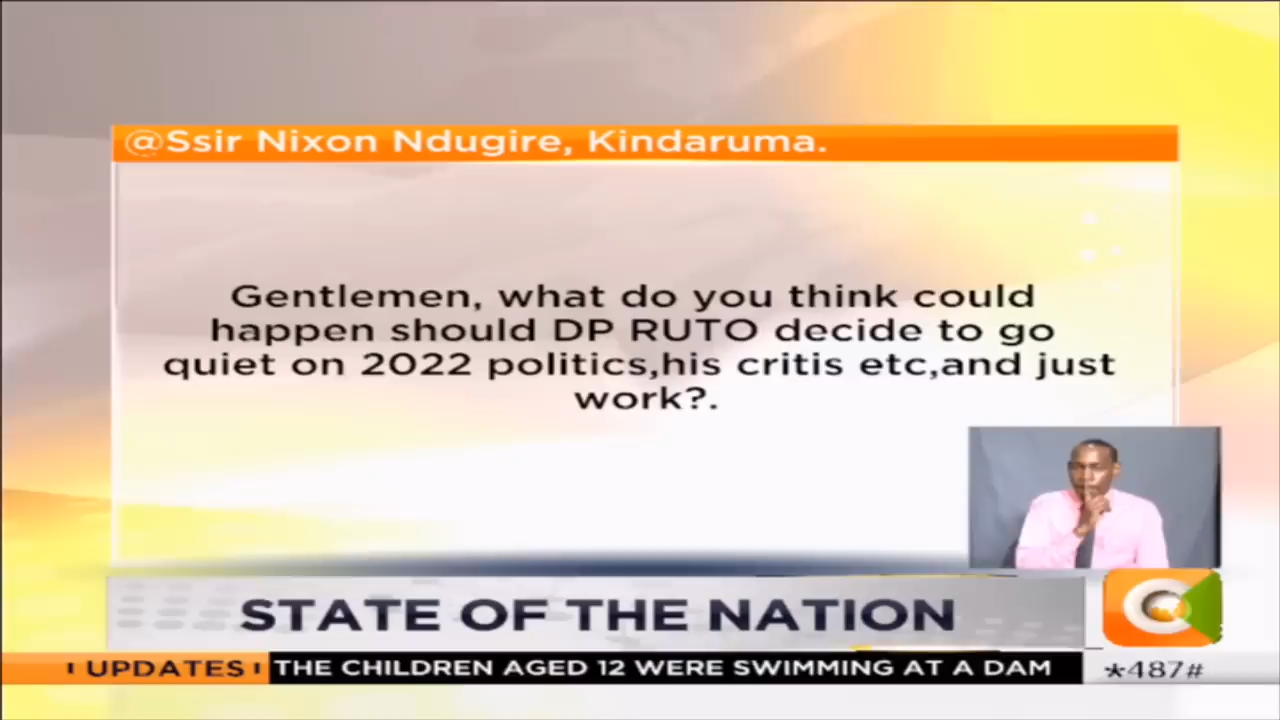 @Ssir Nixon Ndugire, Kindaruma.
Gentlemen, what do you think could
happen should DP RUTO decide to go
quiet on 2022 politics,his critis etc,and just
work?.
STATE OF THE NATION
UPDATES THE CHILDREN AGED 12 WERE SWIMMING AT A DAM
*487#